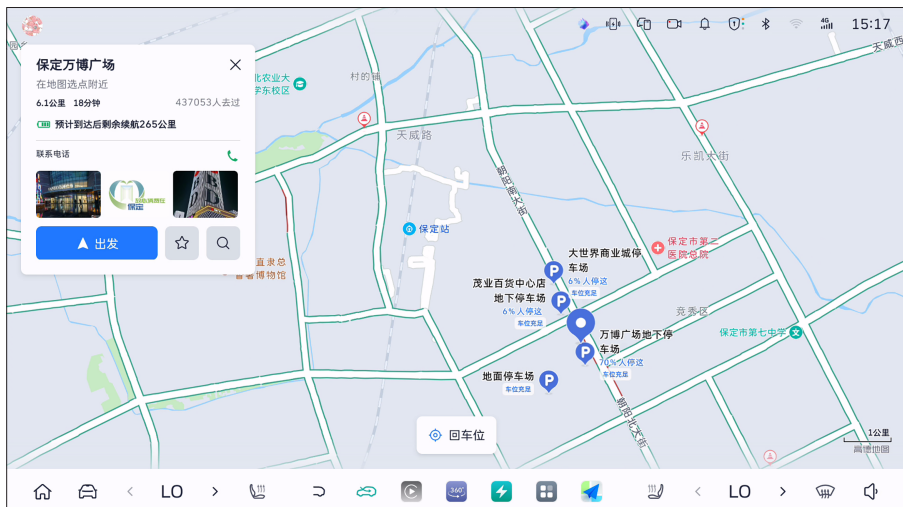 4G
15:17
保定万博广场
在地图选点附近
6.1公里 18分钟
437053人去过
预计到达后剩余续航265公里
联系电话
保定
出发
北农业大
学东校区
村的铺
天威西
天威路
乐凯大街
朝阳南大街
保定站
直隶总
督署博物馆
保定市第二
医院总院
大世界商业城停
车场
6%人停这
车位充足
茂业百货中心店
地下停车场
6%人停这
车位充足
竞秀区
万博广场地下停
车场
70%人停这
车位充足
保定市第七中学
地面停车场
车位充足
朝阳北大街
回车位
1公里
高德地图
LO
360°
LO